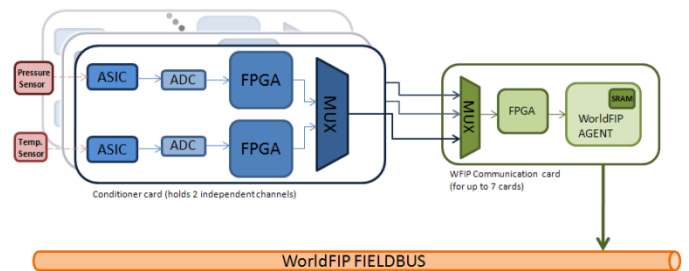 Pressure
Sensor
ASIC
ADC
FPGA
MUX
Temp.
Sensor
ASIC
ADC
FPGA
Conditioner card (holds 2 independent channels)
MUX
FPGA
SRAM
WorldFIP
AGENT
WFIP Communication card
(for up to 7 cards)
WorldFIP FIELDBUS